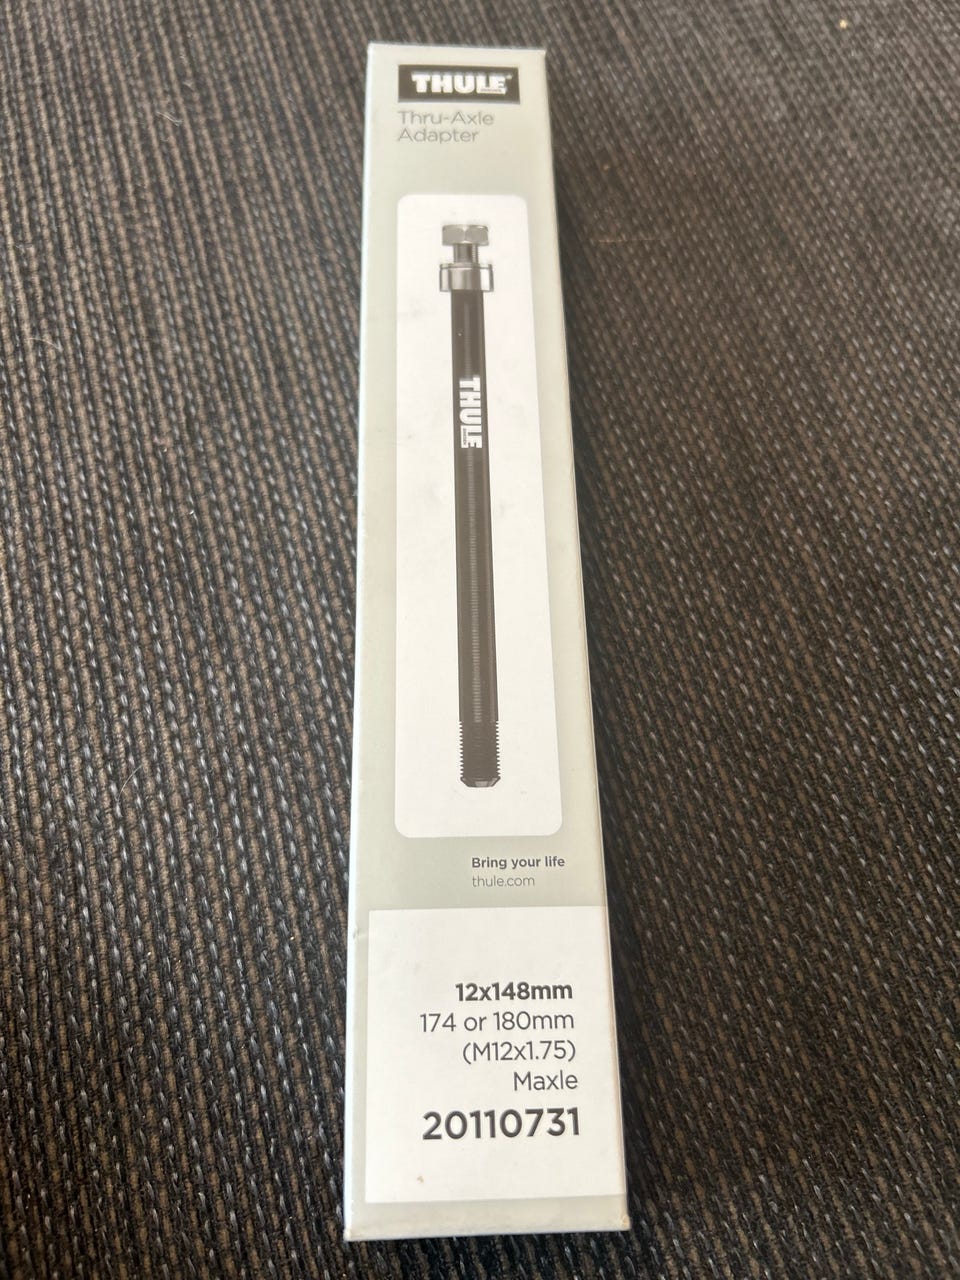 THULE
Thru-Axle
Adapter
THULE
Bring your life
thule.com
12x148mm
174 or 180mm
(M12x1.75)
Maxle
20110731